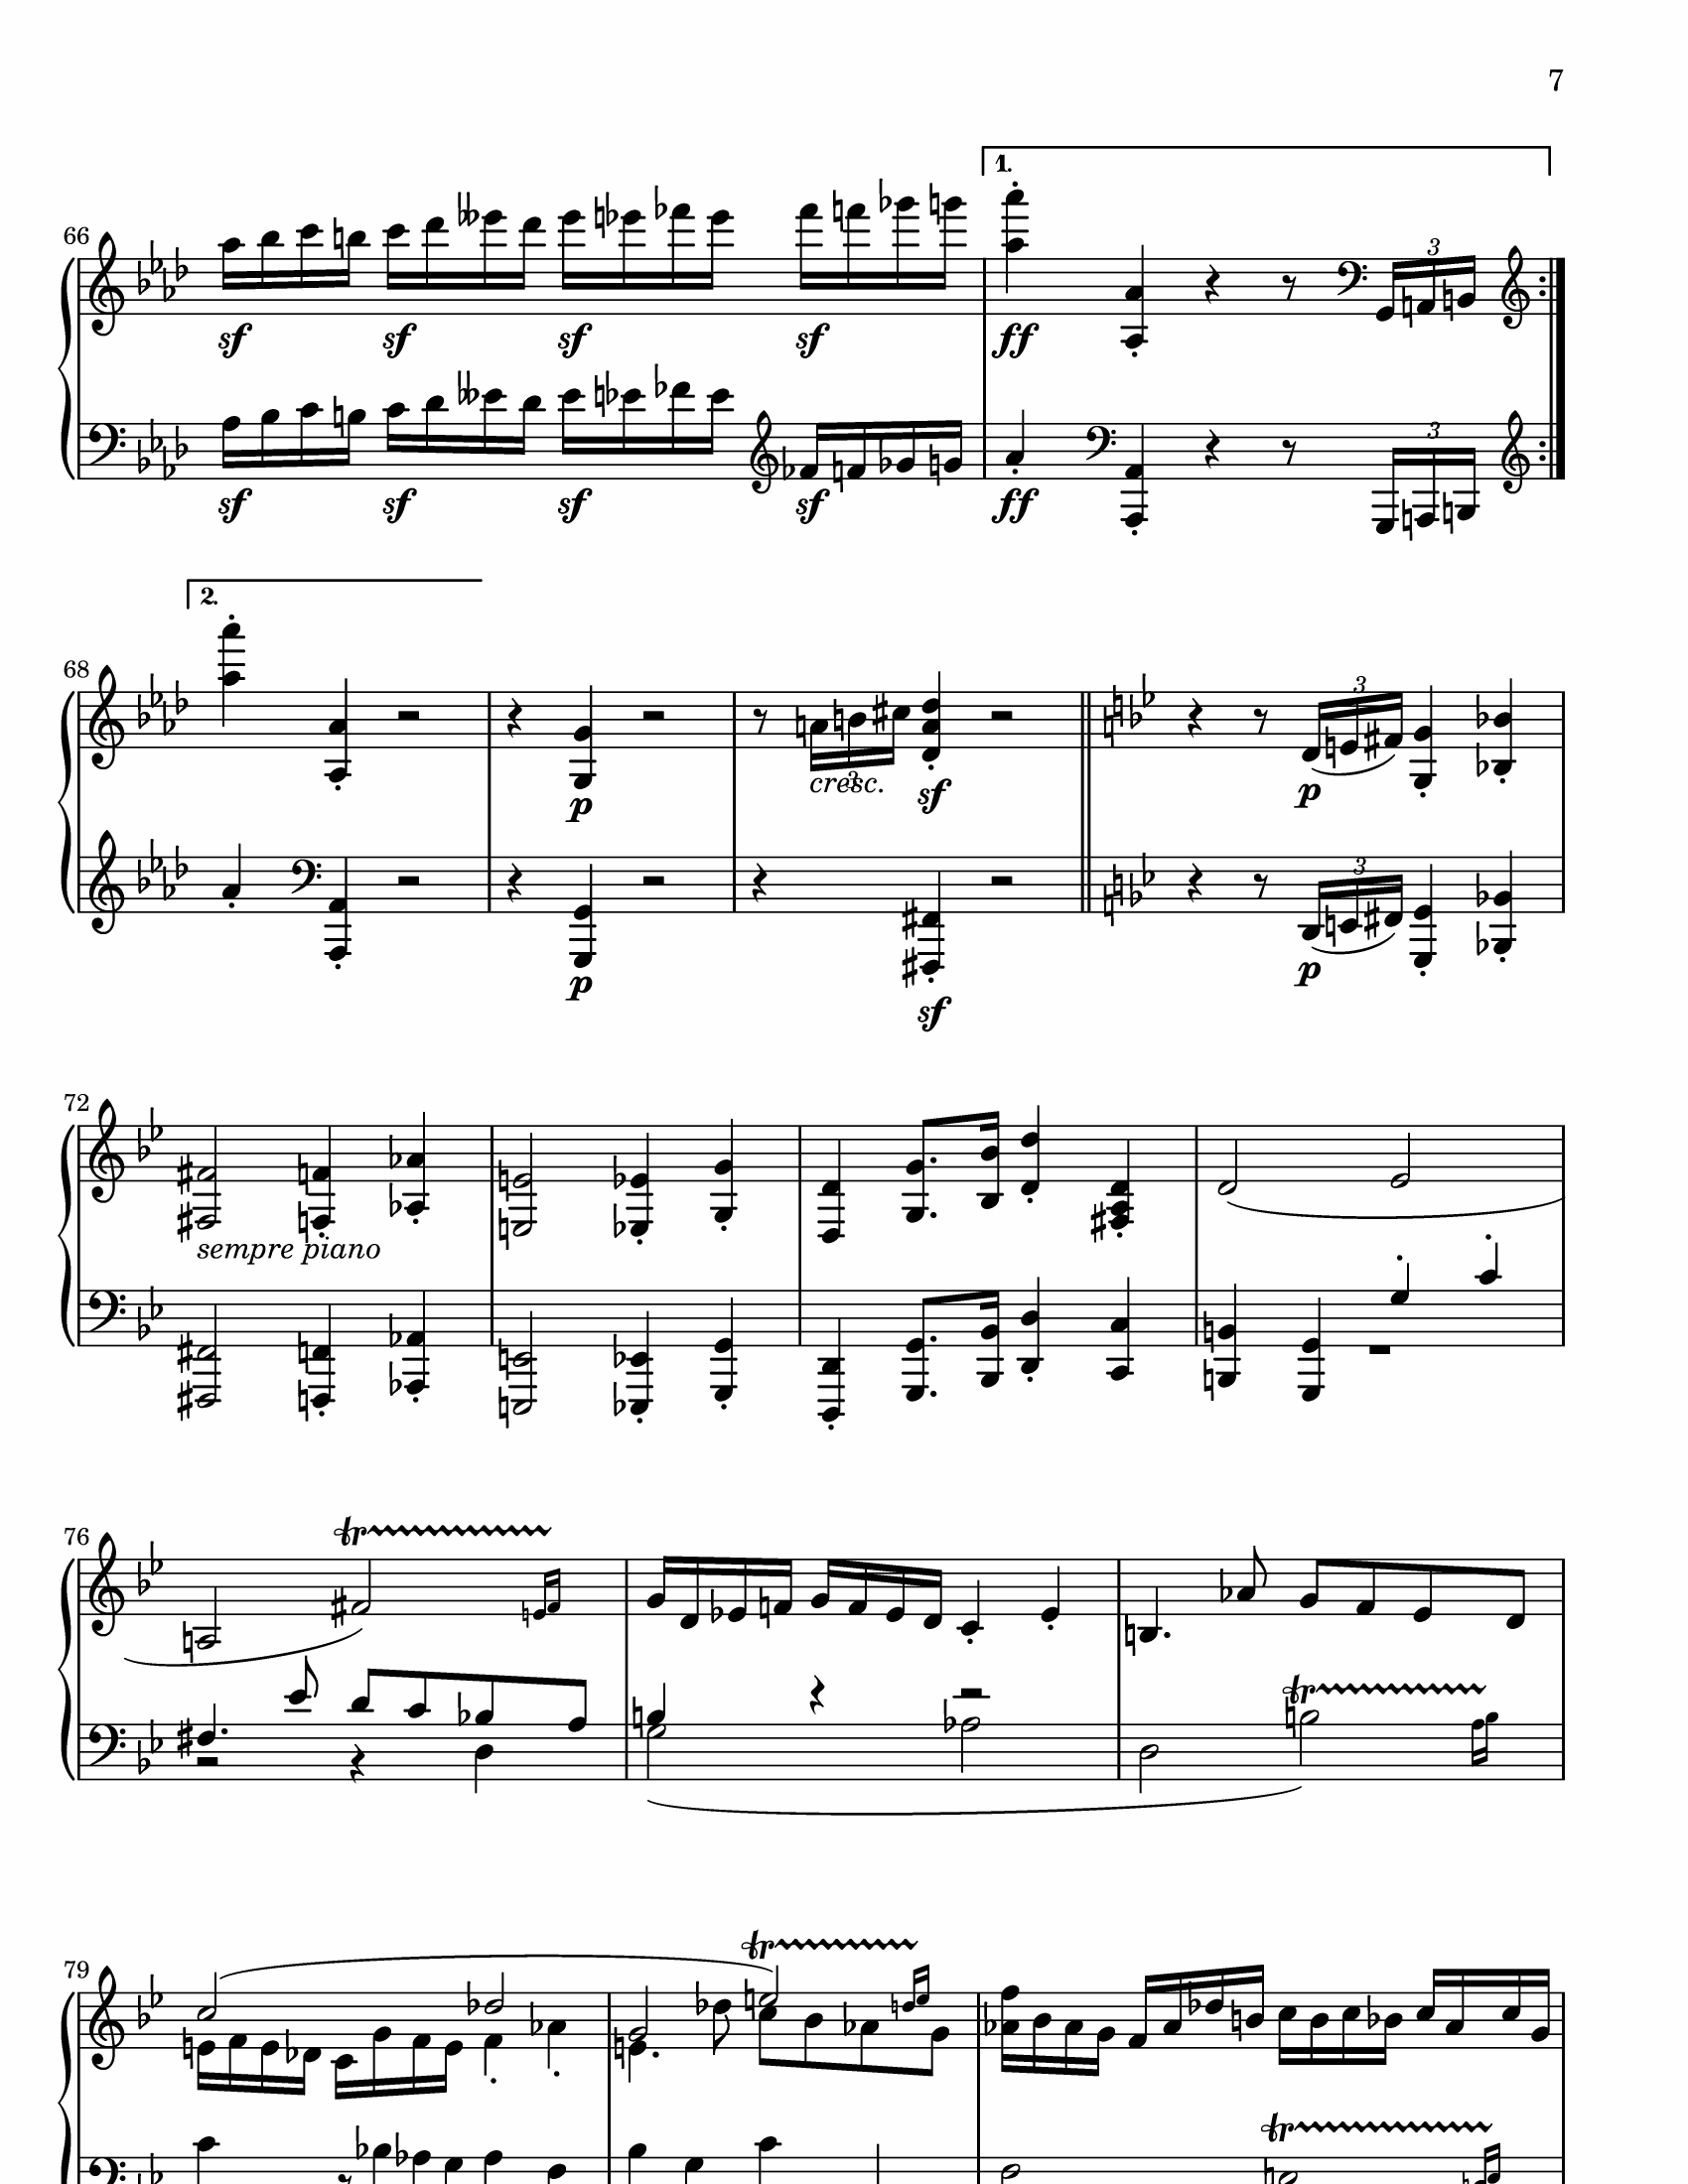 7
1.
66
3
sf sf sf sf ff
3
sf sf sf sf ff
2.
68
3
p cresc. 3 sf p
3
p sf p
72
sempre piano
76
tr
tr
79
tr
tr